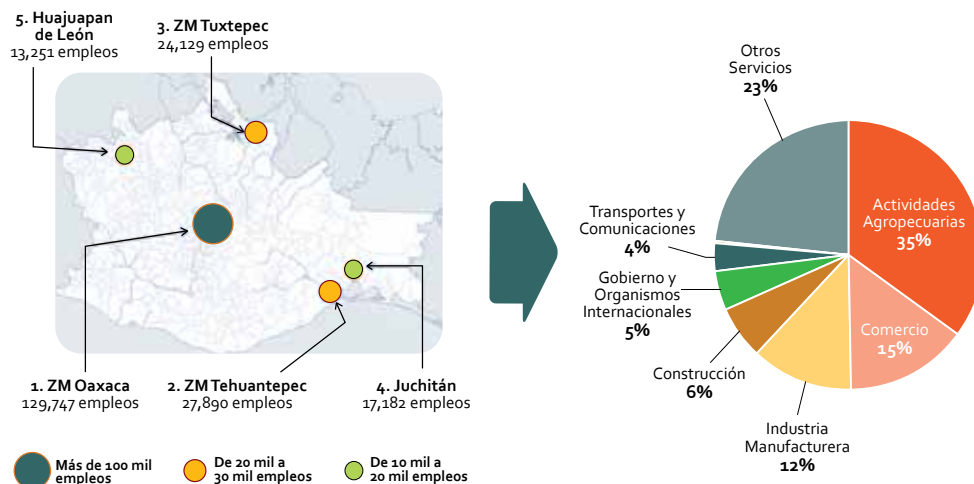 5. Huajuapan
de León
13,251 empleos
3. ZM Tuxtepec
24,129 empleos
1. ZM Oaxaca
129,747 empleos
2. ZM Tehuantepec
27,890 empleos
4. Juchitán
17,182 empleos
Más de 100 mil
empleos
De 20 mil a
30 mil empleos
De 10 mil a
20 mil empleos
Otros
Servicios
23%
Actividades
Agropecuarias
35%
Transportes y
Comunicaciones
4%
Gobierno y
Organismos
Internacionales
5%
Comercio
15%
Construcción
6%
Industria
Manufacturera
12%